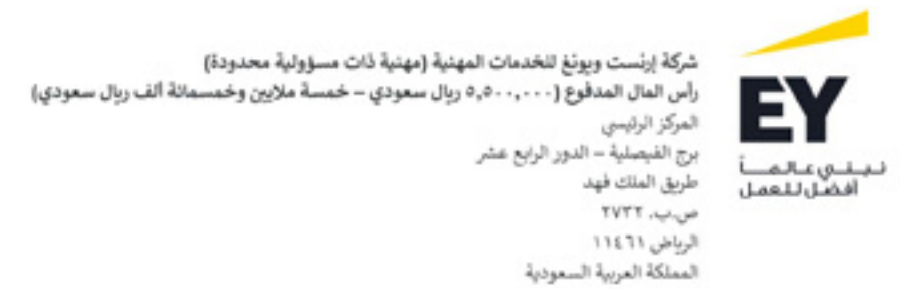 شركة إرنست ويونغ للخدمات المهنية (مهنية ذات مسؤولية محدودة)
رأس المال المدفوع (٥,٥٠٠,٠٠٠ ريال سعودي – خمسة ملايين وخمسمائة ألف ريال سعودي)
المركز الرئيسي
برج الفيصلية – الدور الرابع عشر
طريق الملك فهد
ص.ب. ٢٧٣٢
الرياض ١١٤٦١
المملكة العربية السعودية
EY
نبني عالماً
أفضل للعمل